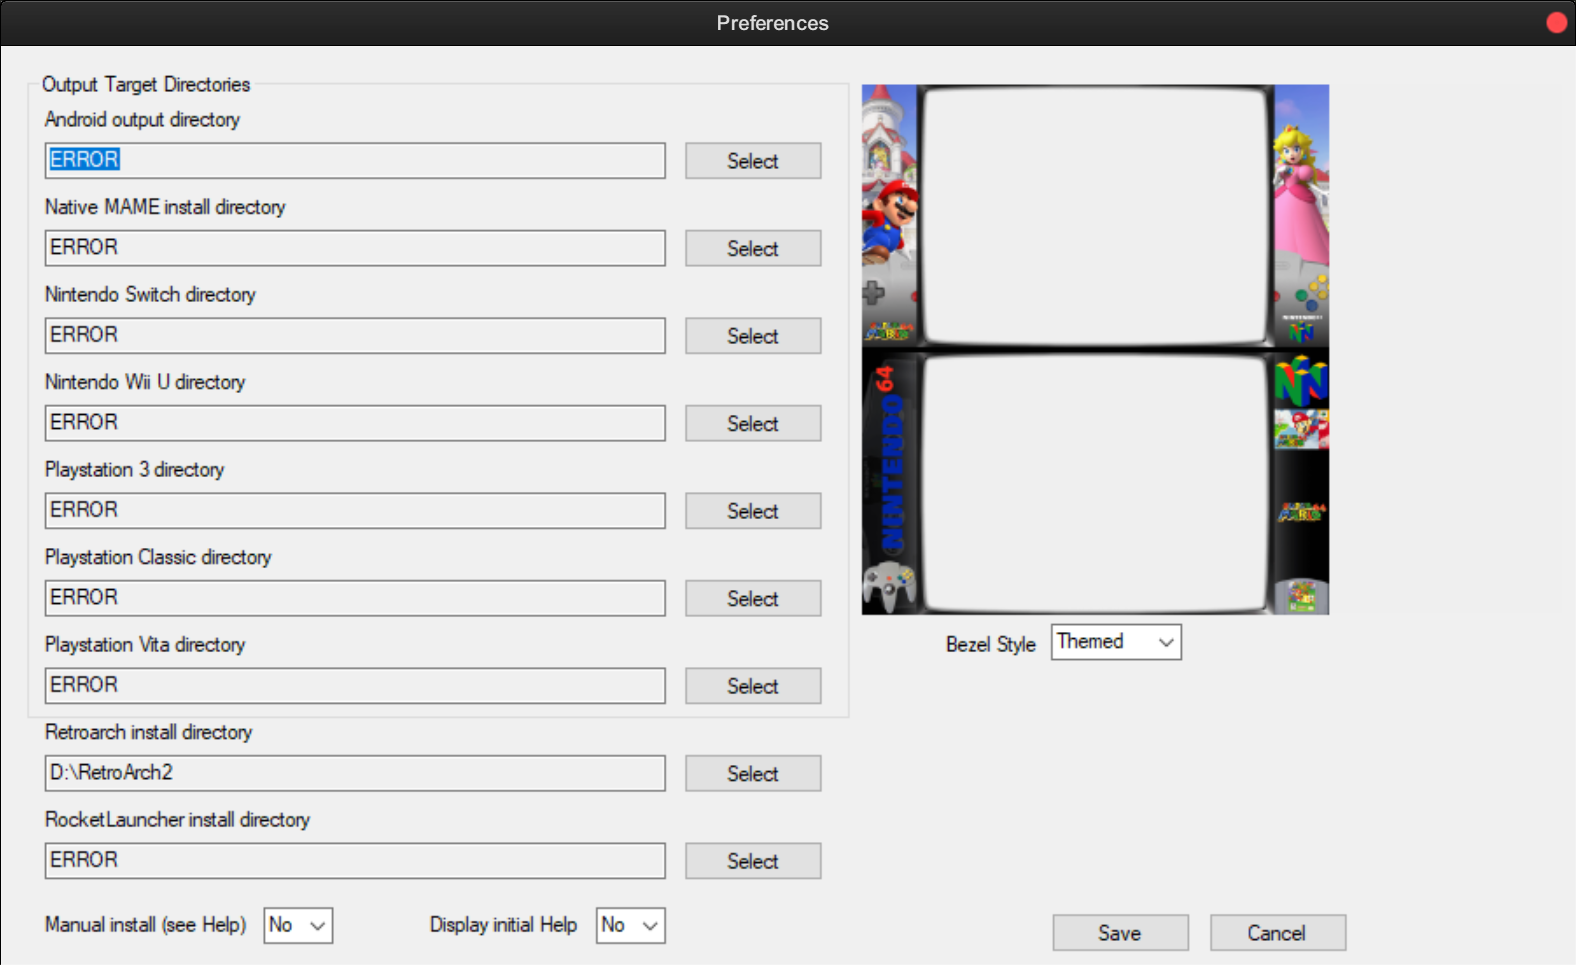 Preferences
Output Target Directories
Android output directory
ERROR
Select
Native MAME install directory
ERROR
Select
Nintendo Switch directory
ERROR
Select
Nintendo Wii U directory
ERROR
Select
Playstation 3 directory
ERROR
Select
Playstation Classic directory
ERROR
Select
Playstation Vita directory
ERROR
Select
Retroarch install directory
D:\RetroArch2
Select
RocketLauncher install directory
ERROR
Select
Manual install (see Help)
No
Display initial Help
No
NINTENDO 64
Bezel Style
Themed
Save
Cancel